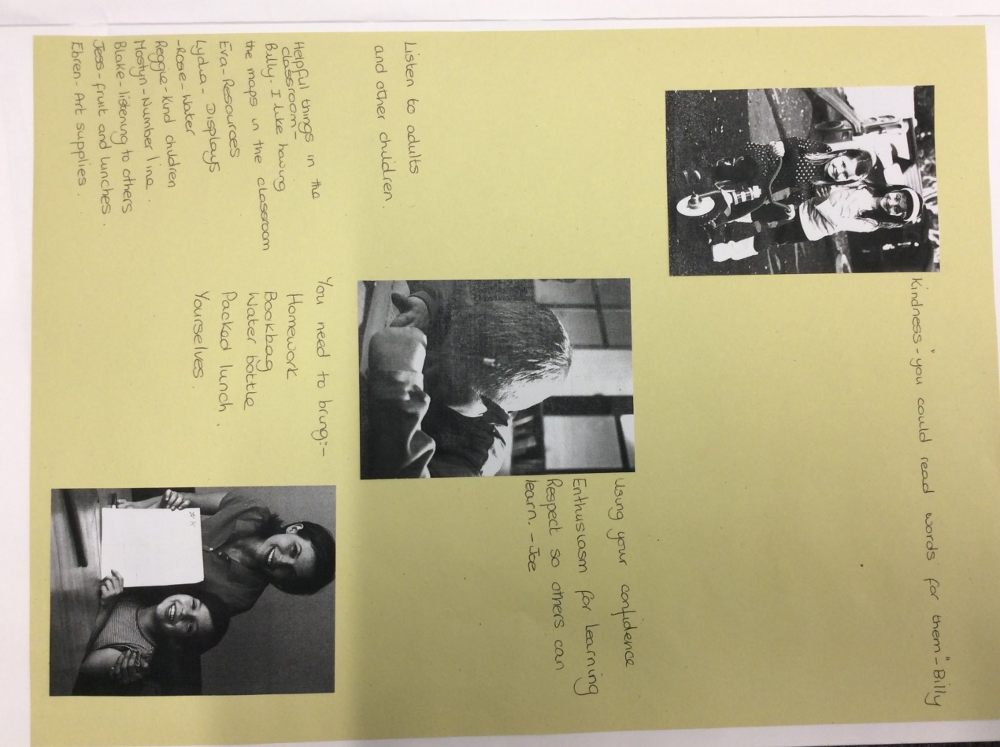 Kindness - "you could read words for them" - Billy
using your confidence
Enthusiasm for learning
Respect so others can
learn. - Joe
Listen to adults
and other children
Helpful things in the
classroom -
Billy - I like having
the maps in the classroom
Eva - Resources
Lydia - Displays
- Rose - Water
Reggie - Kind children
Mostyn - Number line
Blake - listening to others
Jess - fruit and lunches
Ebren - Art supplies.
You need to bring:-
Homework
Bookbag
Water bottle
Packed lunch
Yourselves.